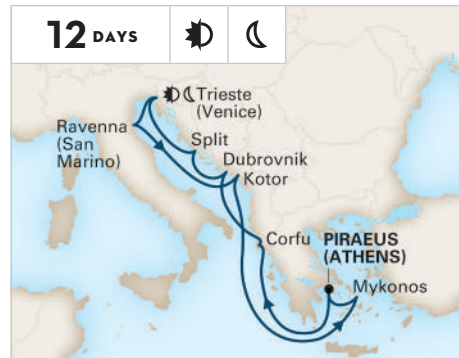 12 DAYS
Trieste
(Venice)
Ravenna
(San
Marino)
Split
Dubrovnik
Kotor
Corfu
PIRAEUS
(ATHENS)
Mykonos